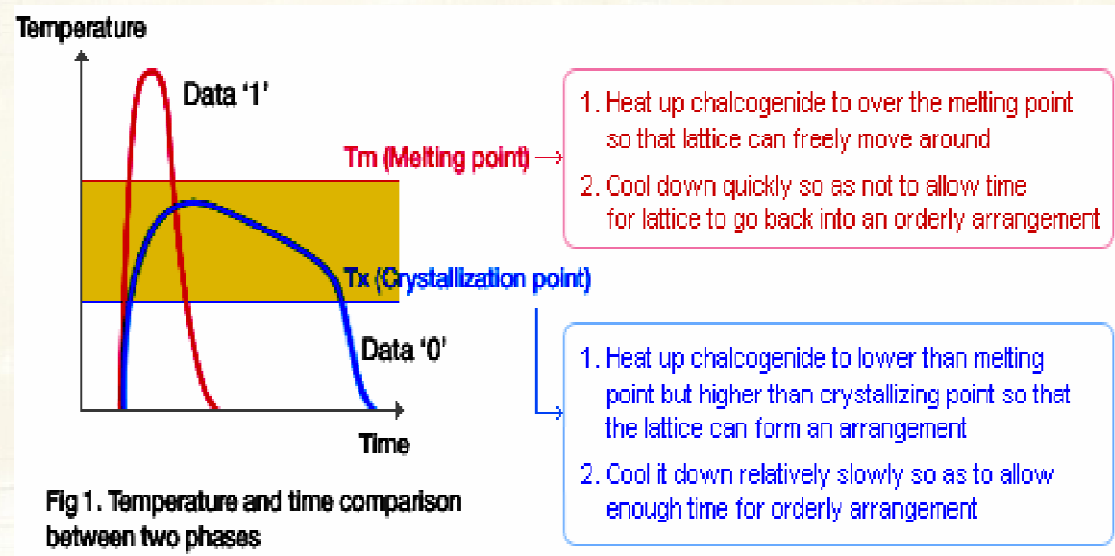 Temperature
Data ‘1’
Tm (Melting point)
1. Heat up chalcogenide to over the melting point
so that lattice can freely move around
2. Cool down quickly so as not to allow time
for lattice to go back into an orderly arrangement
Tx (Crystallization point)
Data ‘0’
Time
1. Heat up chalcogenide to lower than melting
point but higher than crystallizing point so that
the lattice can form an arrangement
2. Cool it down relatively slowly so as to allow
enough time for orderly arrangement
Fig 1. Temperature and time comparison
between two phases